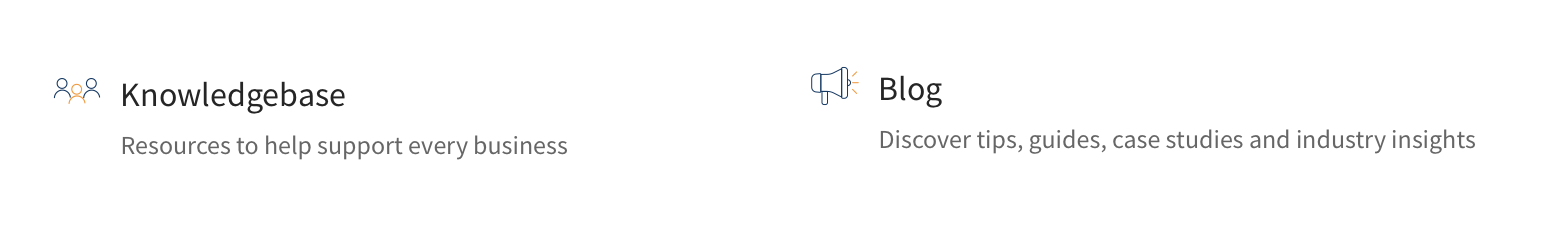 Knowledgebase
Resources to help support every business
Blog
Discover tips, guides, case studies and industry insights